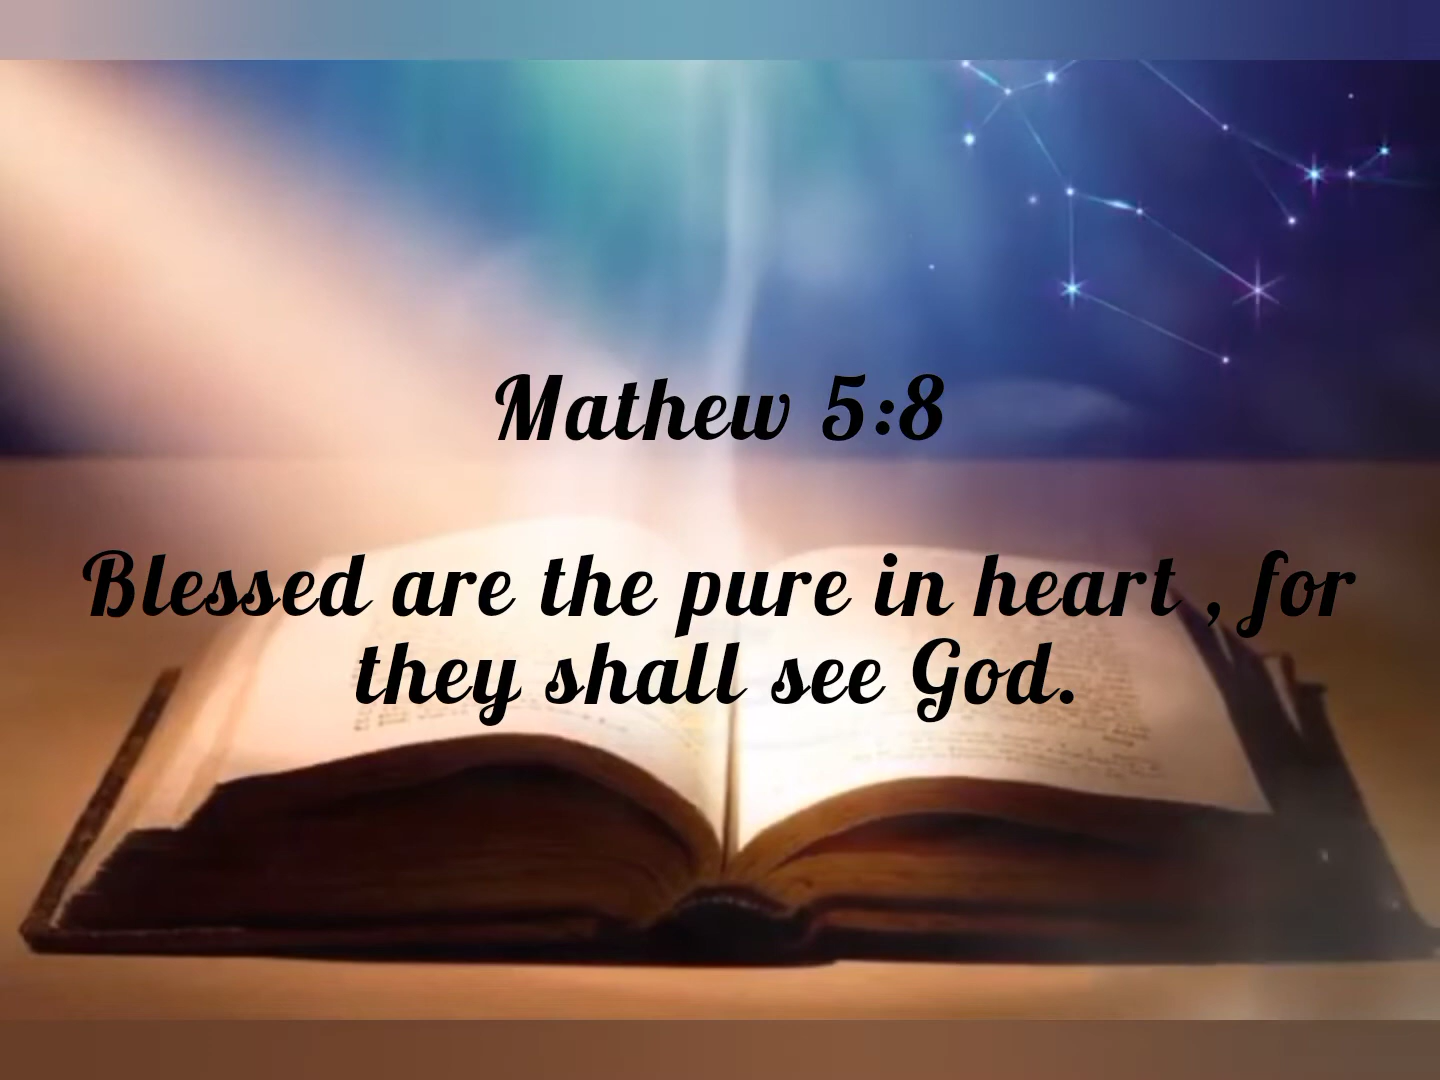 Mathew 5:8
Blessed are the pure in heart , for
they shall see God.